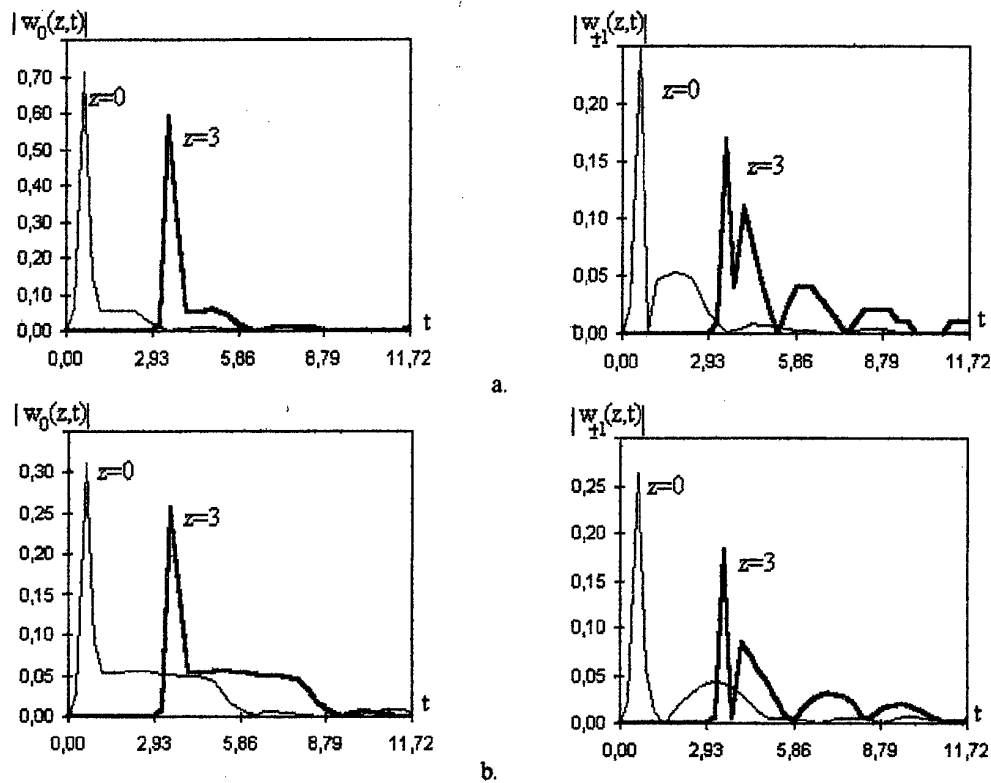 |w₀(z,t)|
0,70
0,60
0,50
0,40
0,30
0,20
0,10
0,00
z=0
z=3
t
0,00 2,93 5,86 8,79 11,72
|w±1(z,t)|
0,20
0,15
0,10
0,05
0,00
z=0
z=3
t
0,00 2,93 5,86 8,79 11,72
a.
|w₀(z,t)|
0,30
0,25
0,20
0,15
0,10
0,05
0,00
z=0
z=3
t
0,00 2,93 5,86 8,79 11,72
|w±1(z,t)|
0,25
0,20
0,15
0,10
0,05
0,00
z=0
z=3
t
0,00 2,93 5,86 8,79 11,72
b.